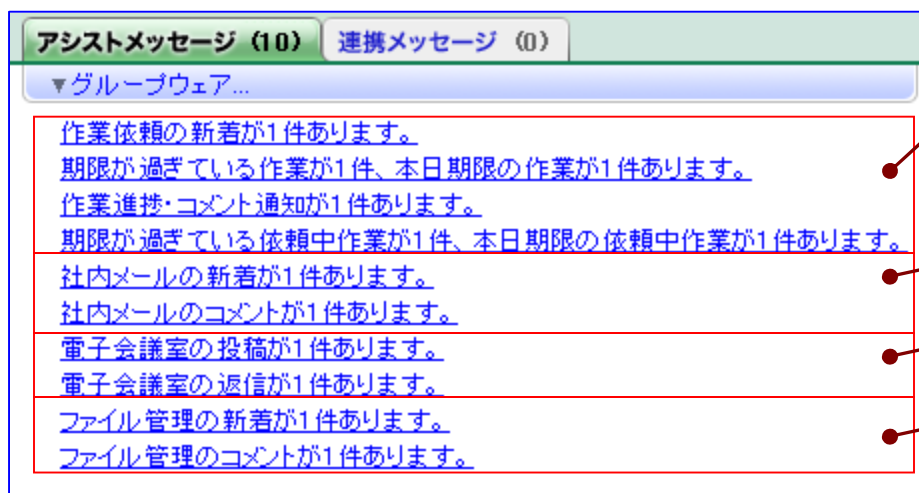 アシストメッセージ (10) 連携メッセージ (0)
▼グループウェア...
作業依頼の新着が1件あります。
期限が過ぎている作業が1件、本日期限の作業が1件あります。
作業進捗・コメント通知が1件あります。
期限が過ぎている依頼中作業が1件、本日期限の依頼中作業が1件あります。
社内メールの新着が1件あります。
社内メールのコメントが1件あります。
電子会議室の投稿が1件あります。
電子会議室の返信が1件あります。
ファイル管理の新着が1件あります。
ファイル管理のコメントが1件あります。